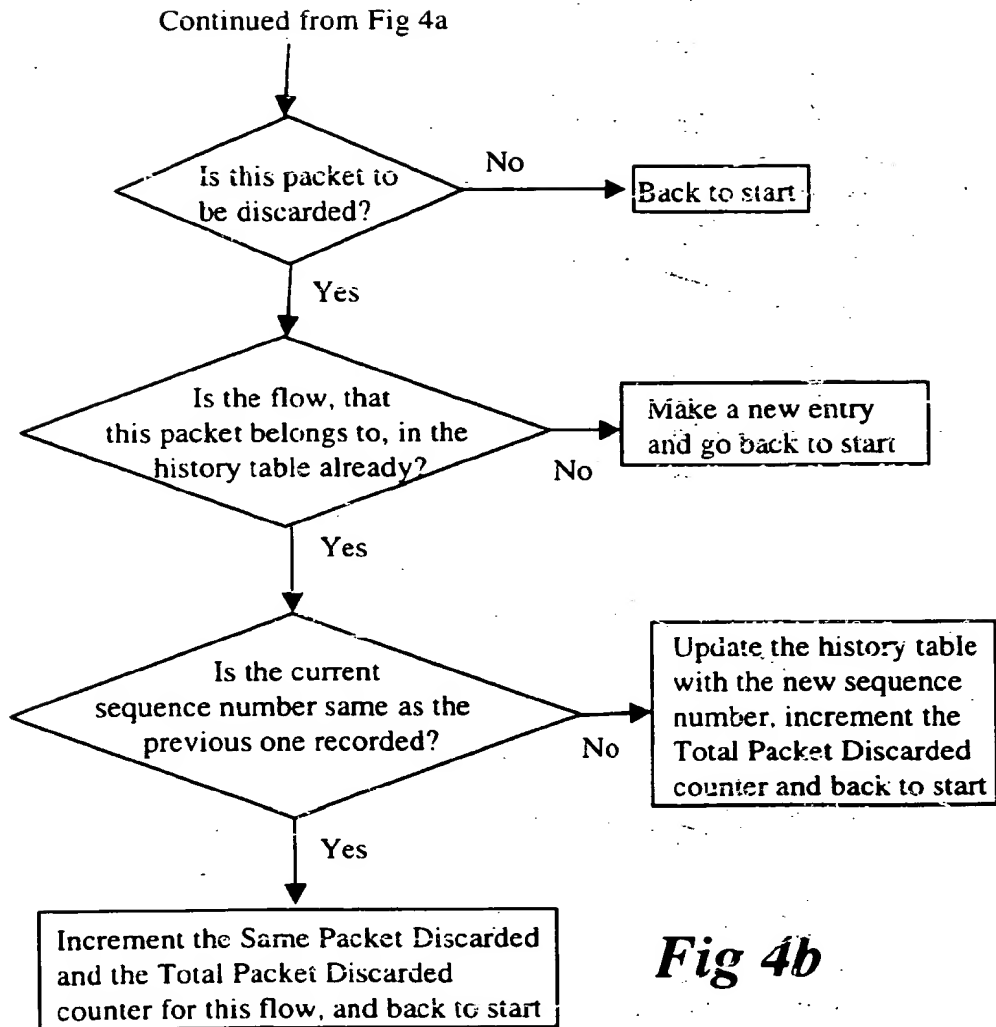 Continued from Fig 4a
Is this packet to
be discarded?
No
Back to start
Yes
Is the flow, that
this packet belongs to, in the
history table already?
No
Make a new entry
and go back to start
Yes
Is the current
sequence number same as the
previous one recorded?
No
Update the history table
with the new sequence
number, increment the
Total Packet Discarded
counter and back to start
Yes
Increment the Same Packet Discarded
and the Total Packet Discarded
counter for this flow, and back to start
Fig 4b